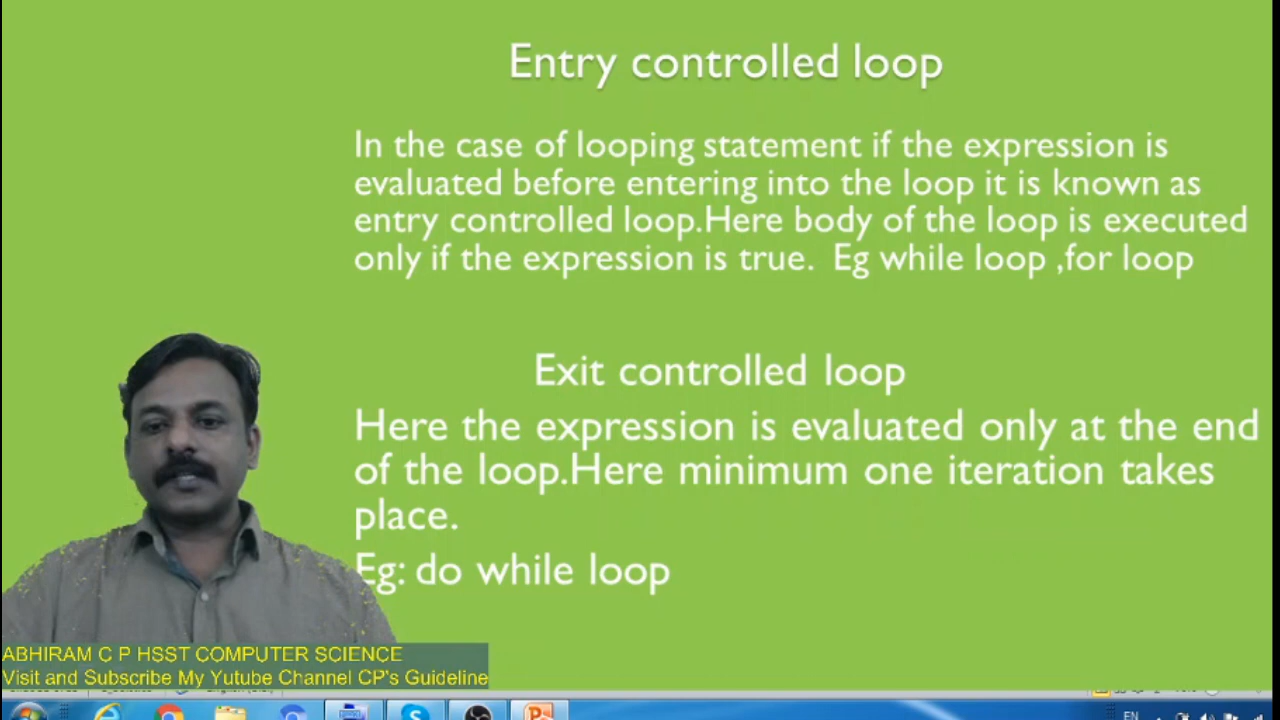 Entry controlled loop
In the case of looping statement if the expression is
evaluated before entering into the loop it is known as
entry controlled loop.Here body of the loop is executed
only if the expression is true.  Eg while loop ,for loop
Exit controlled loop
Here the expression is evaluated only at the end
of the loop.Here minimum one iteration takes
place.
Eg: do while loop
ABHIRAM C P HSST COMPUTER SCIENCE
Visit and Subscribe My Yutube Channel CP's Guideline
EN